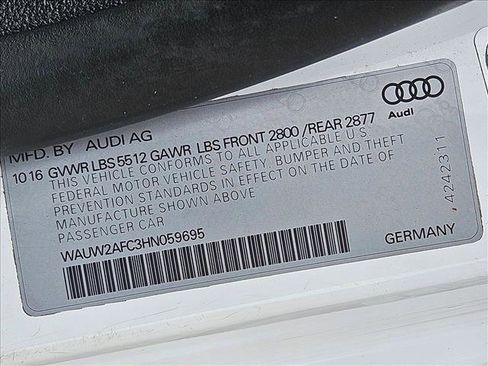 MFD. BY AUDI AG
Audi
10 16 GVWR LBS 5512 GAWR LBS FRONT 2800 /REAR 2877
THIS VEHICLE CONFORMS TO ALL APPLICABLE U.S.
FEDERAL MOTOR VEHICLE SAFETY, BUMPER AND THEFT
PREVENTION STANDARDS IN EFFECT ON THE DATE OF
MANUFACTURE SHOWN ABOVE
PASSENGER CAR
WAUW2AFC3HN059695
GERMANY
.4242311